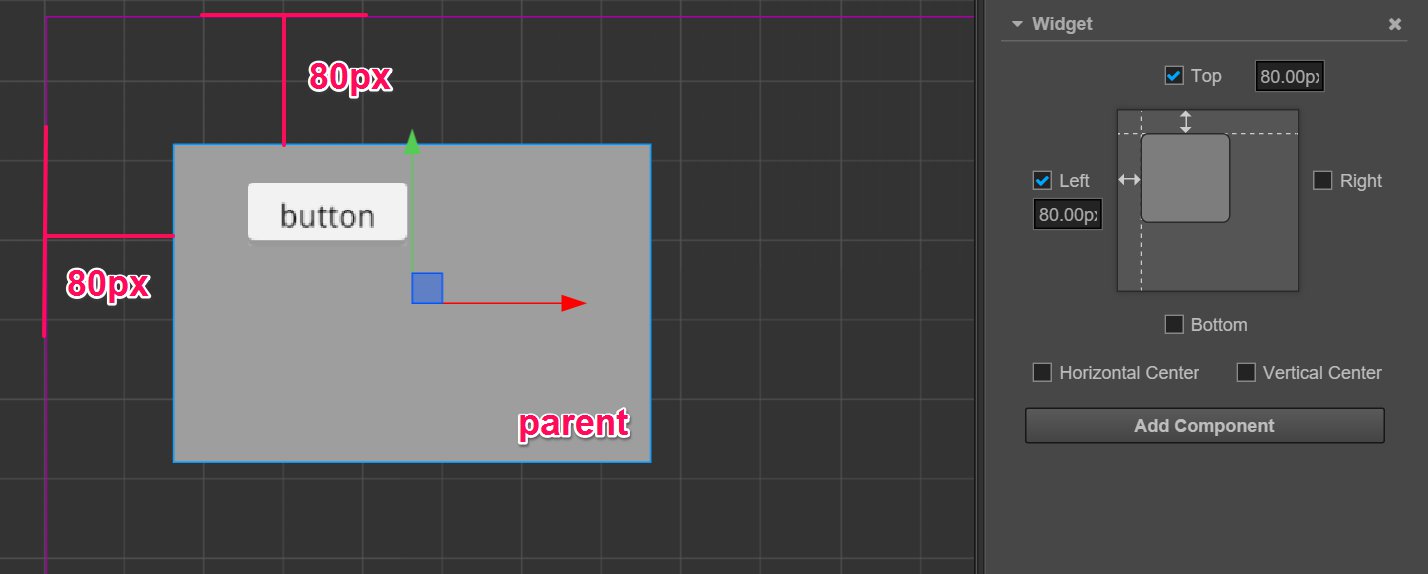 80px
button
80px
parent
Widget
Top
80.00px
Left
80.00px
Right
Bottom
Horizontal Center
Vertical Center
Add Component